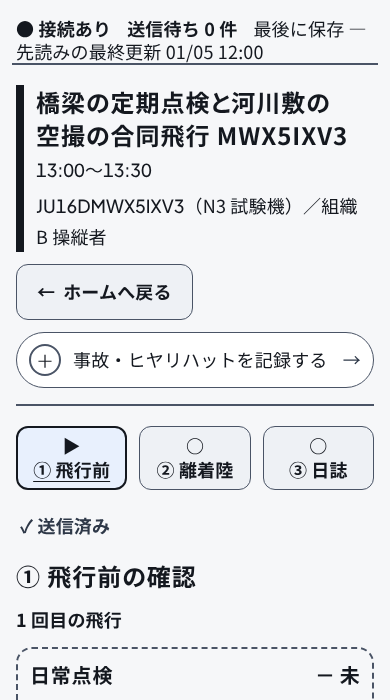 ● 接続あり 送信待ち 0 件 最後に保存 —
先読みの最終更新 01/05 12:00
橋梁の定期点検と河川敷の
空撮の合同飛行 MWX5IXV3
13:00〜13:30
JU16DMWX5IXV3（N3 試験機）／組織
B 操縦者
← ホームへ戻る
＋ 事故・ヒヤリハットを記録する →
▶ ○ ○
① 飛行前 ② 離着陸 ③ 日誌
✓ 送信済み
① 飛行前の確認
1 回目の飛行
日常点検 — 未